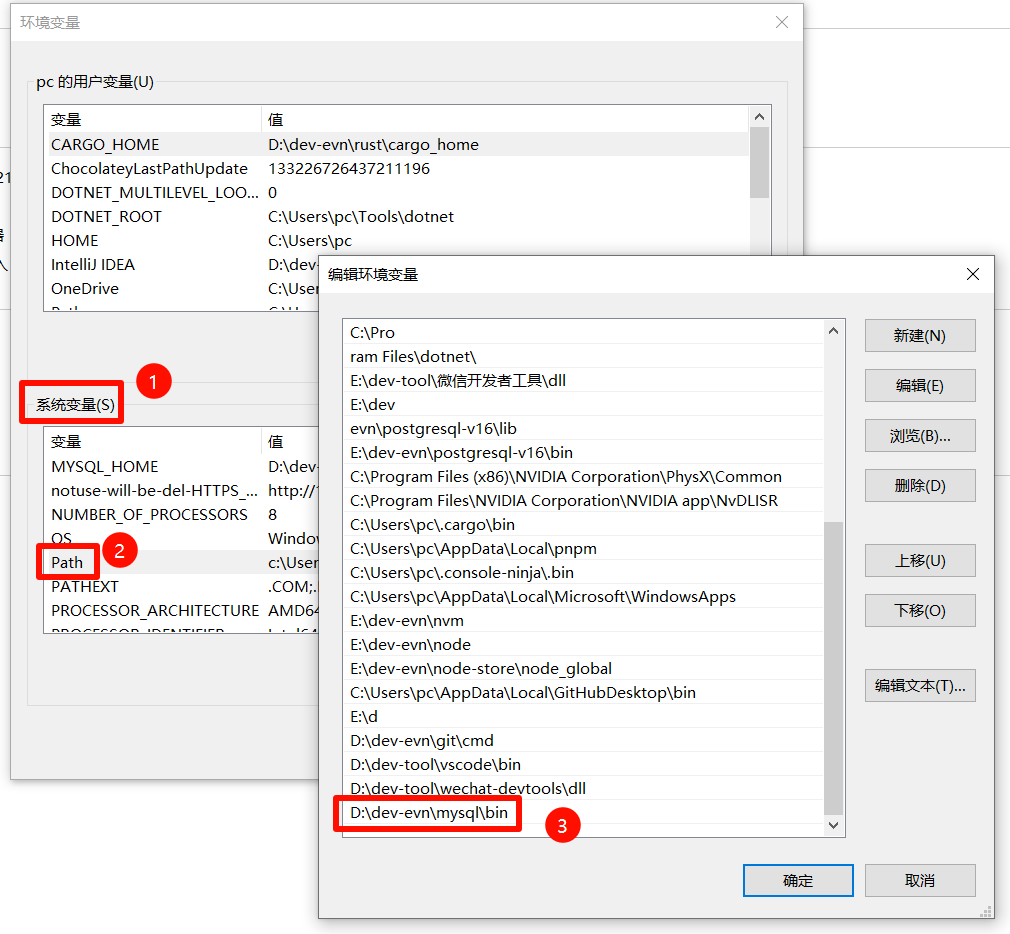 环境变量
pc 的用户变量(U)
变量 值
CARGO_HOME D:\dev-evn\rust\cargo_home
ChocolateyLastPathUpdate 133226726437211196
DOTNET_MULTILEVEL_LOO... 0
DOTNET_ROOT C:\Users\pc\Tools\dotnet
HOME C:\Users\pc
IntelliJ IDEA D:\dev-
OneDrive C:\User
21
编辑环境变量
C:\Pro
ram Files\dotnet\
E:\dev-tool\微信开发者工具\dll
E:\dev
evn\postgresql-v16\lib
E:\dev-evn\postgresql-v16\bin
C:\Program Files (x86)\NVIDIA Corporation\PhysX\Common
C:\Program Files\NVIDIA Corporation\NVIDIA app\NvDLISR
C:\Users\pc\.cargo\bin
C:\Users\pc\AppData\Local\pnpm
C:\Users\pc\.console-ninja\.bin
C:\Users\pc\AppData\Local\Microsoft\WindowsApps
E:\dev-evn\nvm
E:\dev-evn\node
E:\dev-evn\node-store\node_global
C:\Users\pc\AppData\Local\GitHubDesktop\bin
E:\d
D:\dev-evn\git\cmd
D:\dev-tool\vscode\bin
D:\dev-tool\wechat-devtools\dll
D:\dev-evn\mysql\bin
3
新建(N)
编辑(E)
浏览(B)...
删除(D)
上移(U)
下移(O)
编辑文本(T)...
确定
取消
1
系统变量(S)
变量 值
MYSQL_HOME D:\dev-
notuse-will-be-del-HTTPS_... http://1
NUMBER_OF_PROCESSORS 8
OS Windo
2
Path c:\User
PATHEXT .COM;.
PROCESSOR_ARCHITECTURE AMD64
PROCESSOR_IDENTIFIER Intel64